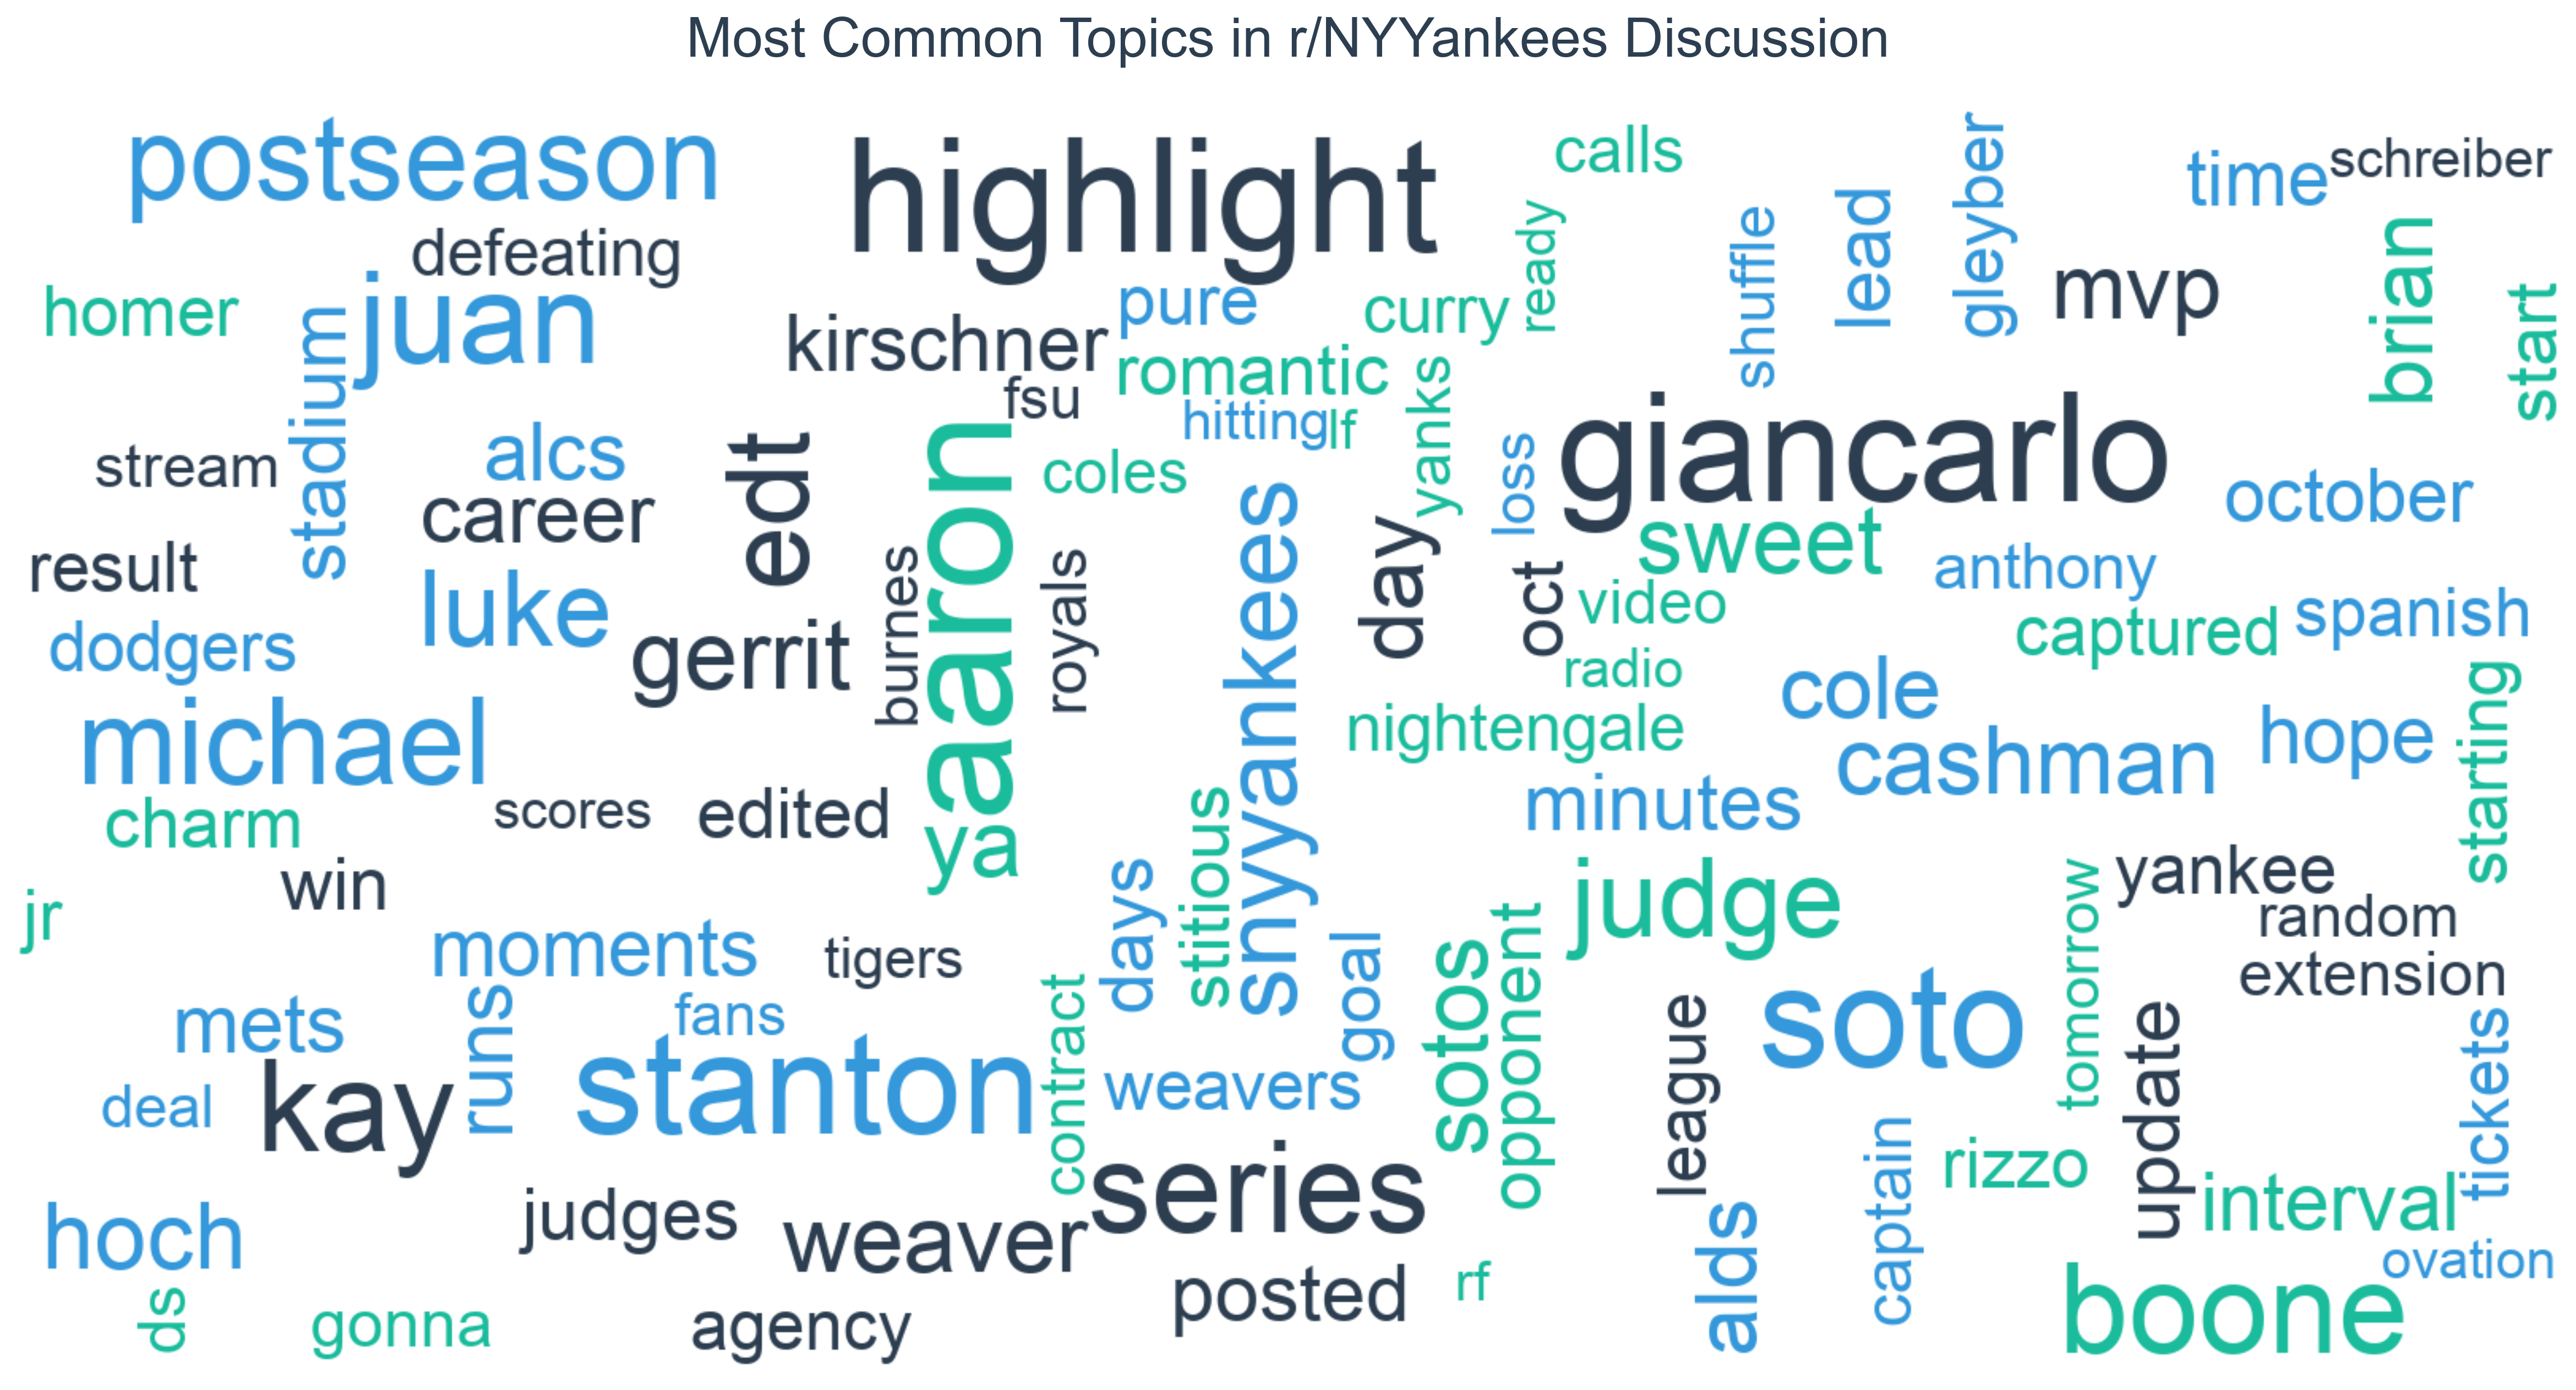 Most Common Topics in r/NYYankees Discussion
postseason
highlight
calls
gleyber
time
schreiber
defeating
ready
shuffle
lead
mvp
brian
start
homer
stadium
juan
kirschner
pure
curry
romantic
fsu
hitting
lf
yanks
giancarlo
stream
alcs
edt
aaron
coles
loss
october
career
snyyankees
day
sweet
result
luke
burnes
royals
oct
video
anthony
captured
spanish
dodgers
gerrit
radio
cole
starting
michael
nightengale
cashman
hope
charm
scores
edited
ya
stitious
minutes
jr
win
days
judge
tomorrow
yankee
random
moments
tigers
goal
sotos
opponent
extension
mets
runs
fans
contract
league
soto
update
tickets
deal
kay
stanton
weavers
captain
rizzo
interval
hoch
judges
weaver
series
alds
ovation
ds
gonna
agency
posted
rf
boone